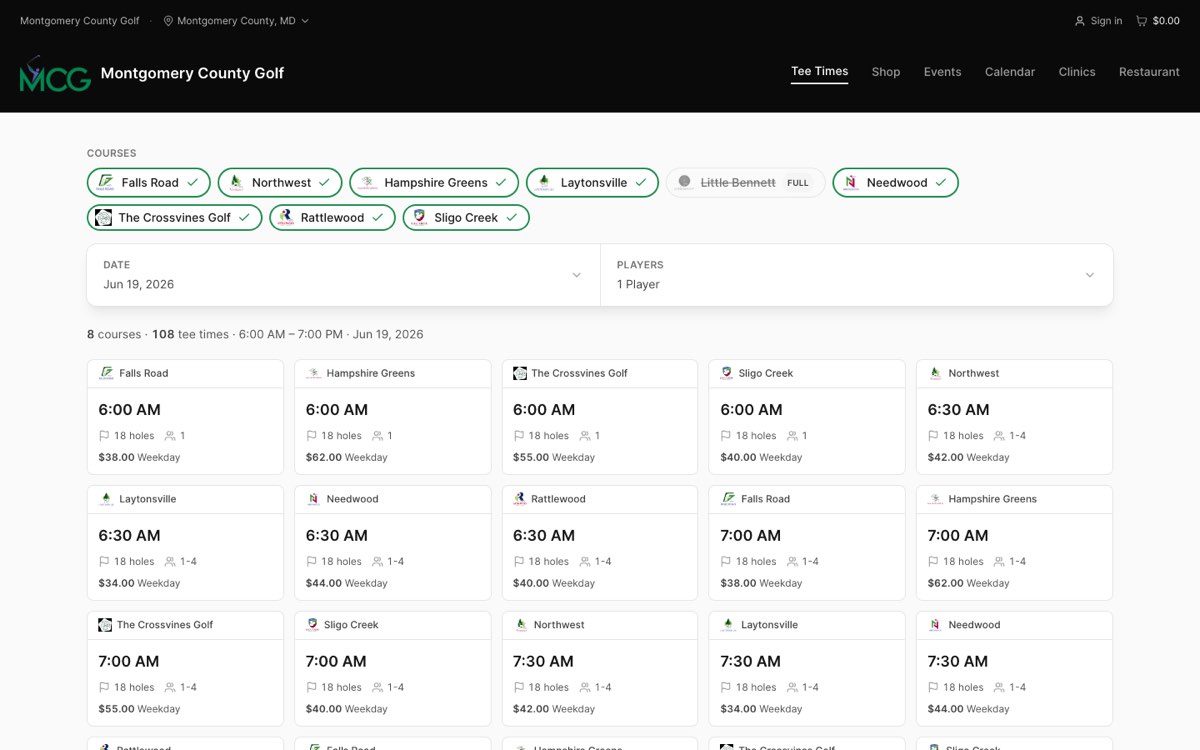 Montgomery County Golf · Montgomery County, MD
Sign in $0.00
MCG Montgomery County Golf
Tee Times Shop Events Calendar Clinics Restaurant
COURSES
Falls Road Northwest Hampshire Greens Laytonsville Little Bennett FULL Needwood
The Crossvines Golf Rattlewood Sligo Creek
DATE
Jun 19, 2026
PLAYERS
1 Player
8 courses · 108 tee times · 6:00 AM – 7:00 PM · Jun 19, 2026
Falls Road
6:00 AM
18 holes 1
$38.00 Weekday
Hampshire Greens
6:00 AM
18 holes 1
$62.00 Weekday
The Crossvines Golf
6:00 AM
18 holes 1
$55.00 Weekday
Sligo Creek
6:00 AM
18 holes 1
$40.00 Weekday
Northwest
6:30 AM
18 holes 1-4
$42.00 Weekday
Laytonsville
6:30 AM
18 holes 1-4
$34.00 Weekday
Needwood
6:30 AM
18 holes 1-4
$44.00 Weekday
Rattlewood
6:30 AM
18 holes 1-4
$40.00 Weekday
Falls Road
7:00 AM
18 holes 1-4
$38.00 Weekday
Hampshire Greens
7:00 AM
18 holes 1-4
$62.00 Weekday
The Crossvines Golf
7:00 AM
18 holes 1-4
$55.00 Weekday
Sligo Creek
7:00 AM
18 holes 1-4
$40.00 Weekday
Northwest
7:30 AM
18 holes 1-4
$42.00 Weekday
Laytonsville
7:30 AM
18 holes 1-4
$34.00 Weekday
Needwood
7:30 AM
18 holes 1-4
$44.00 Weekday
Rattlewood
Falls Road
Hampshire Greens
The Crossvines Golf
Sligo Creek